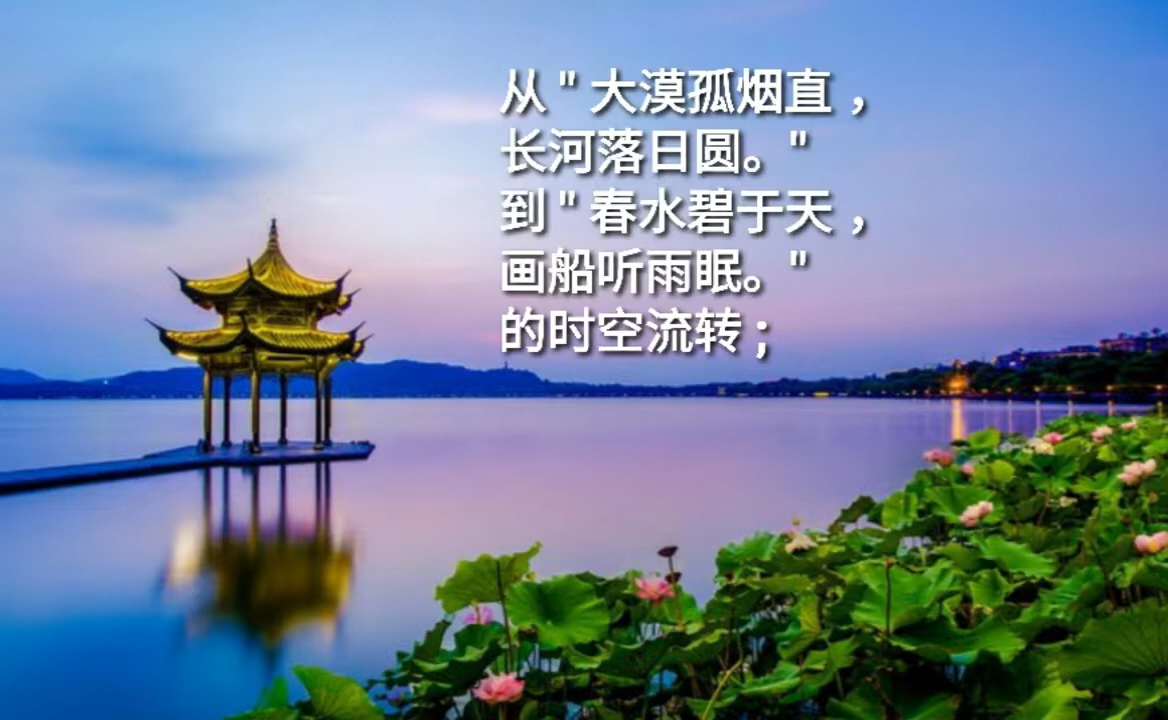 从"大漠孤烟直，
长河落日圆。"
到"春水碧于天，
画船听雨眠。"
的时空流转；